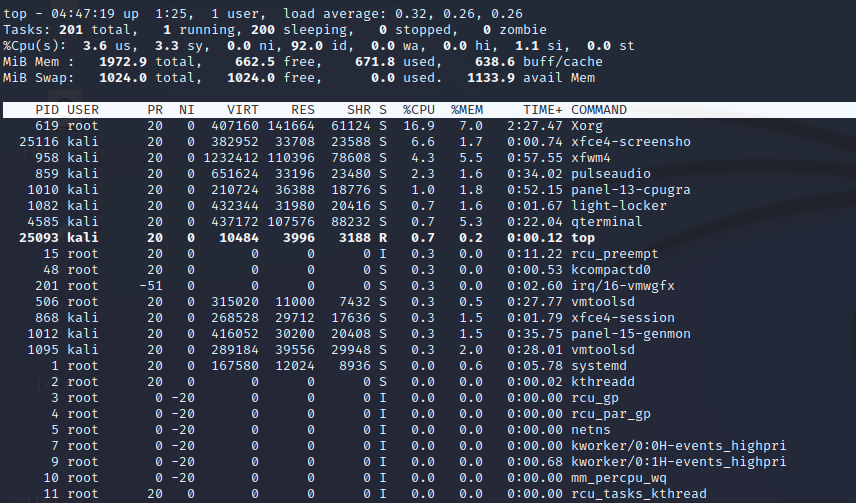 top - 04:47:19 up  1:25,  1 user,  load average: 0.32, 0.26, 0.26
Tasks: 201 total,   1 running, 200 sleeping,   0 stopped,   0 zombie
%Cpu(s):  3.6 us,  3.3 sy,  0.0 ni, 92.0 id,  0.0 wa,  0.0 hi,  1.1 si,  0.0 st
MiB Mem :   1972.9 total,    662.5 free,    671.8 used,    638.6 buff/cache
MiB Swap:   1024.0 total,   1024.0 free,      0.0 used.   1133.9 avail Mem
PID USER      PR  NI    VIRT    RES    SHR S  %CPU  %MEM     TIME+ COMMAND
619 root      20   0  407160 141664  61124 S  16.9   7.0   2:27.47 Xorg
25116 kali      20   0  382952  33708  23588 S   6.6   1.7   0:00.74 xfce4-screensho
958 kali      20   0 1232412 110396  78608 S   4.3   5.5   0:57.55 xfwm4
859 kali      20   0  651624  33196  23480 S   2.3   1.6   0:34.02 pulseaudio
1010 kali      20   0  210724  36388  18776 S   1.0   1.8   0:52.15 panel-13-cpugra
1082 kali      20   0  432344  31980  20416 S   0.7   1.6   0:01.67 light-locker
4585 kali      20   0  437172 107576  88232 S   0.7   5.3   0:22.04 qterminal
25093 kali      20   0   10484   3996   3188 R   0.7   0.2   0:00.12 top
15 root      20   0       0      0      0 I   0.3   0.0   0:11.22 rcu_preempt
48 root      20   0       0      0      0 S   0.3   0.0   0:00.53 kcompactd0
201 root     -51   0       0      0      0 S   0.3   0.0   0:02.60 irq/16-vmwgfx
506 root      20   0  315020  11000   7432 S   0.3   0.5   0:27.77 vmtoolsd
868 kali      20   0  268528  29712  17636 S   0.3   1.5   0:01.79 xfce4-session
1012 kali      20   0  416052  30200  20408 S   0.3   1.5   0:35.75 panel-15-genmon
1095 kali      20   0  289184  39556  29948 S   0.3   2.0   0:28.01 vmtoolsd
1 root      20   0  167580  12024   8936 S   0.0   0.6   0:05.78 systemd
2 root      20   0       0      0      0 S   0.0   0.0   0:00.02 kthreadd
3 root       0 -20       0      0      0 I   0.0   0.0   0:00.00 rcu_gp
4 root       0 -20       0      0      0 I   0.0   0.0   0:00.00 rcu_par_gp
5 root       0 -20       0      0      0 I   0.0   0.0   0:00.00 netns
7 root       0 -20       0      0      0 I   0.0   0.0   0:00.00 kworker/0:0H-events_highpri
9 root       0 -20       0      0      0 I   0.0   0.0   0:00.68 kworker/0:1H-events_highpri
10 root       0 -20       0      0      0 I   0.0   0.0   0:00.00 mm_percpu_wq
11 root      20   0       0      0      0 I   0.0   0.0   0:00.00 rcu_tasks_kthread